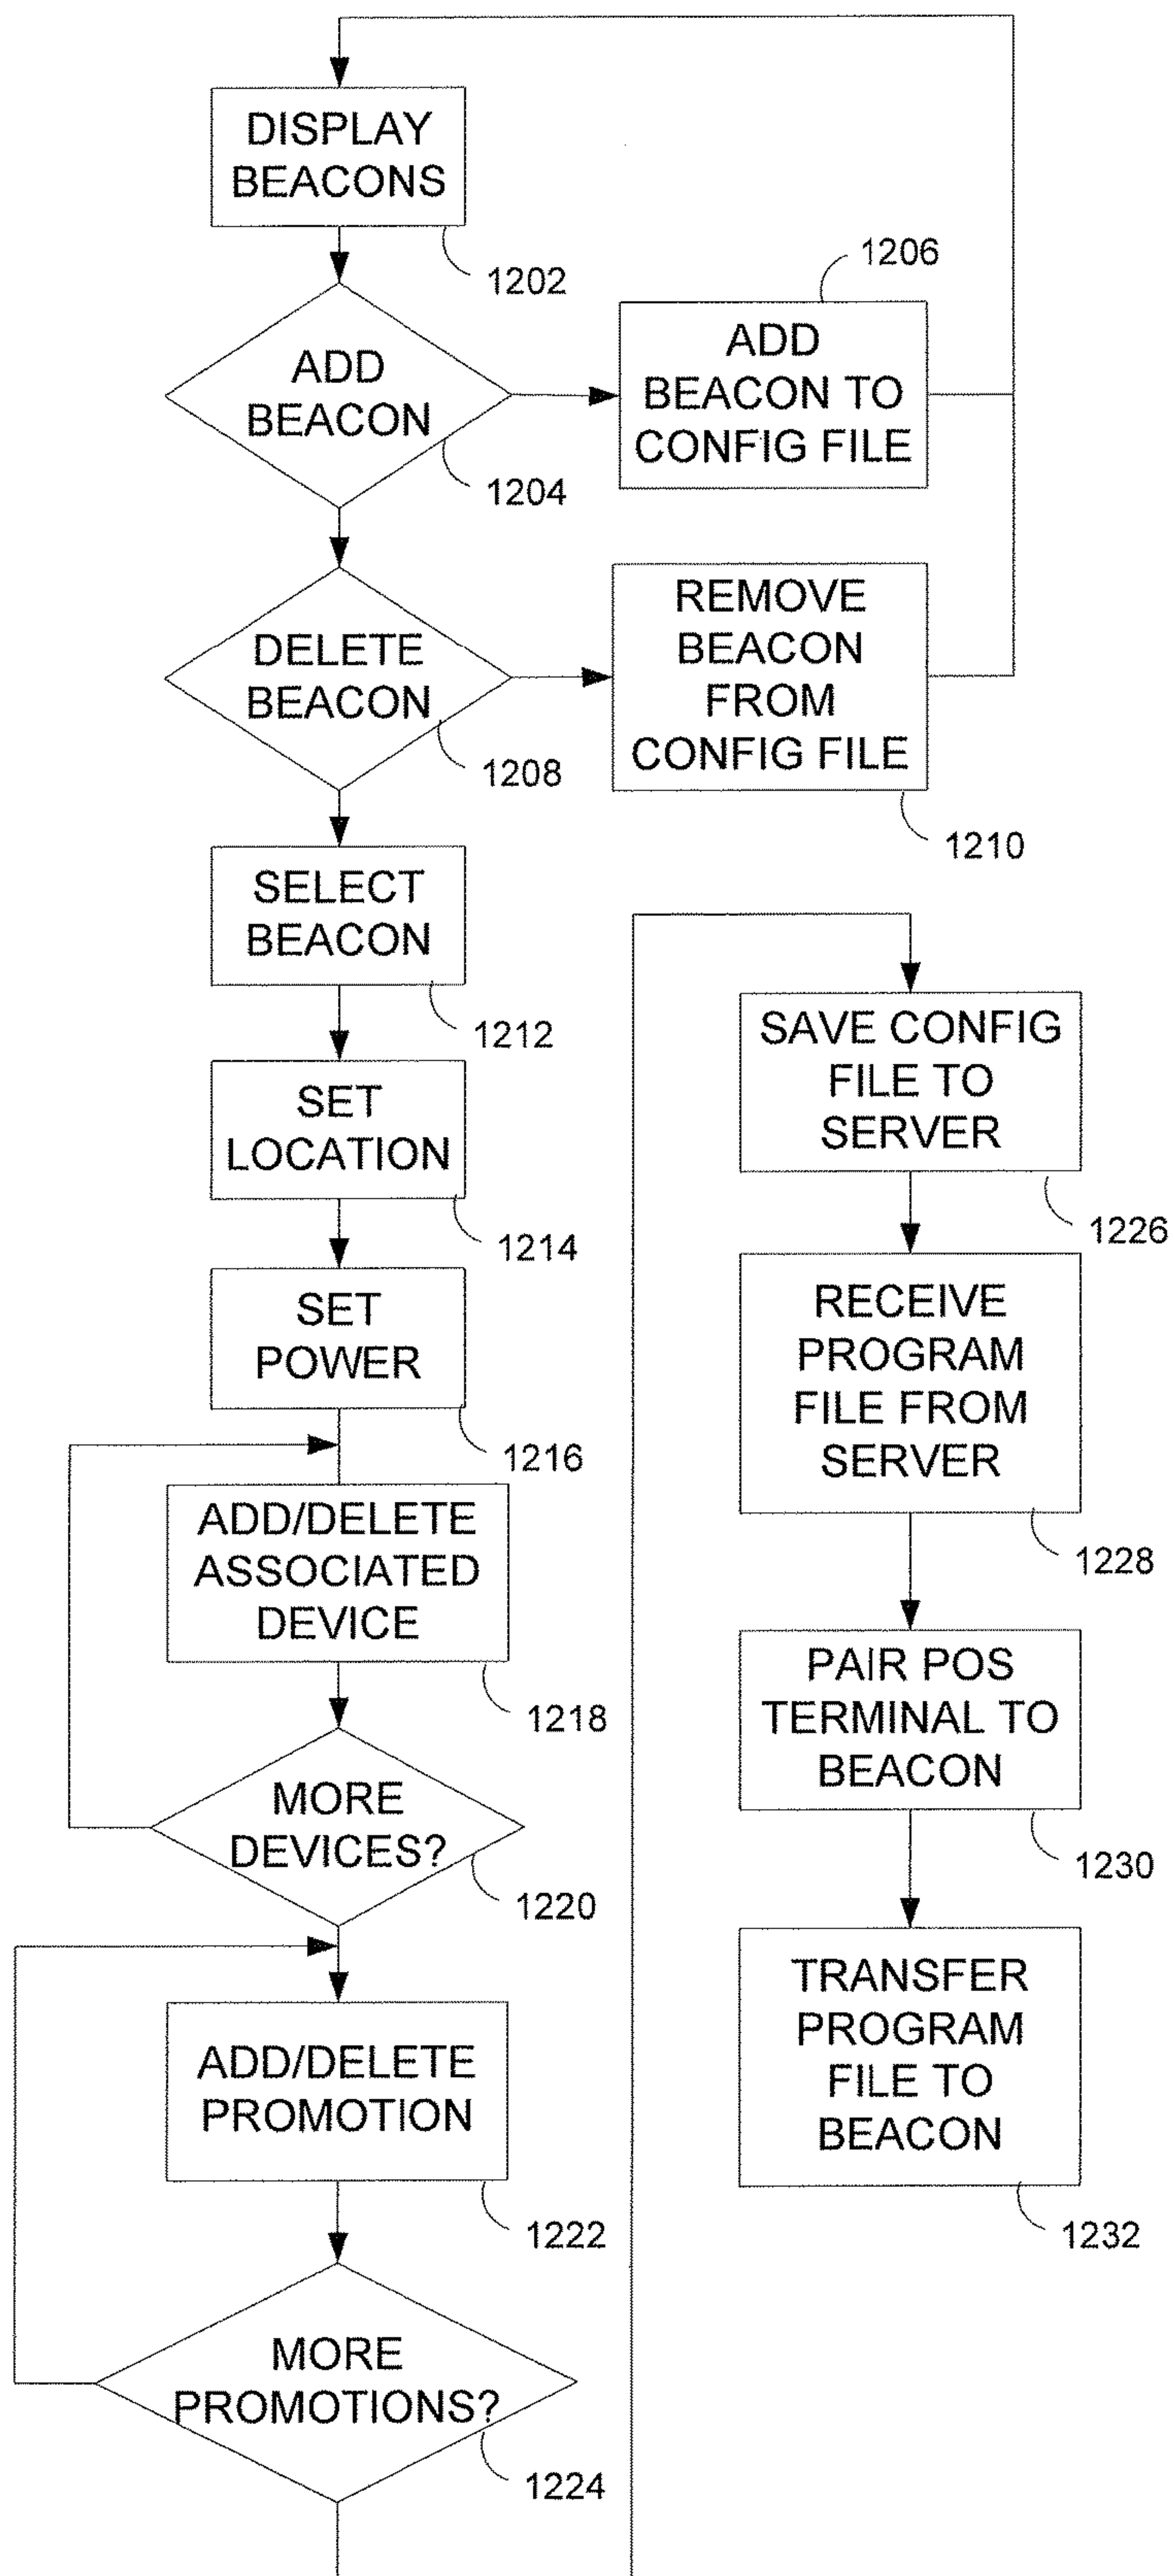 DISPLAY
BEACONS
1202
ADD
BEACON
1204
1206
ADD
BEACON TO
CONFIG FILE
DELETE
BEACON
1208
REMOVE
BEACON
FROM
CONFIG FILE
1210
SELECT
BEACON
1212
SET
LOCATION
1214
SET
POWER
1216
ADD/DELETE
ASSOCIATED
DEVICE
1218
MORE
DEVICES?
1220
ADD/DELETE
PROMOTION
1222
MORE
PROMOTIONS?
1224
SAVE CONFIG
FILE TO
SERVER
1226
RECEIVE
PROGRAM
FILE FROM
SERVER
1228
PAIR POS
TERMINAL TO
BEACON
1230
TRANSFER
PROGRAM
FILE TO
BEACON
1232